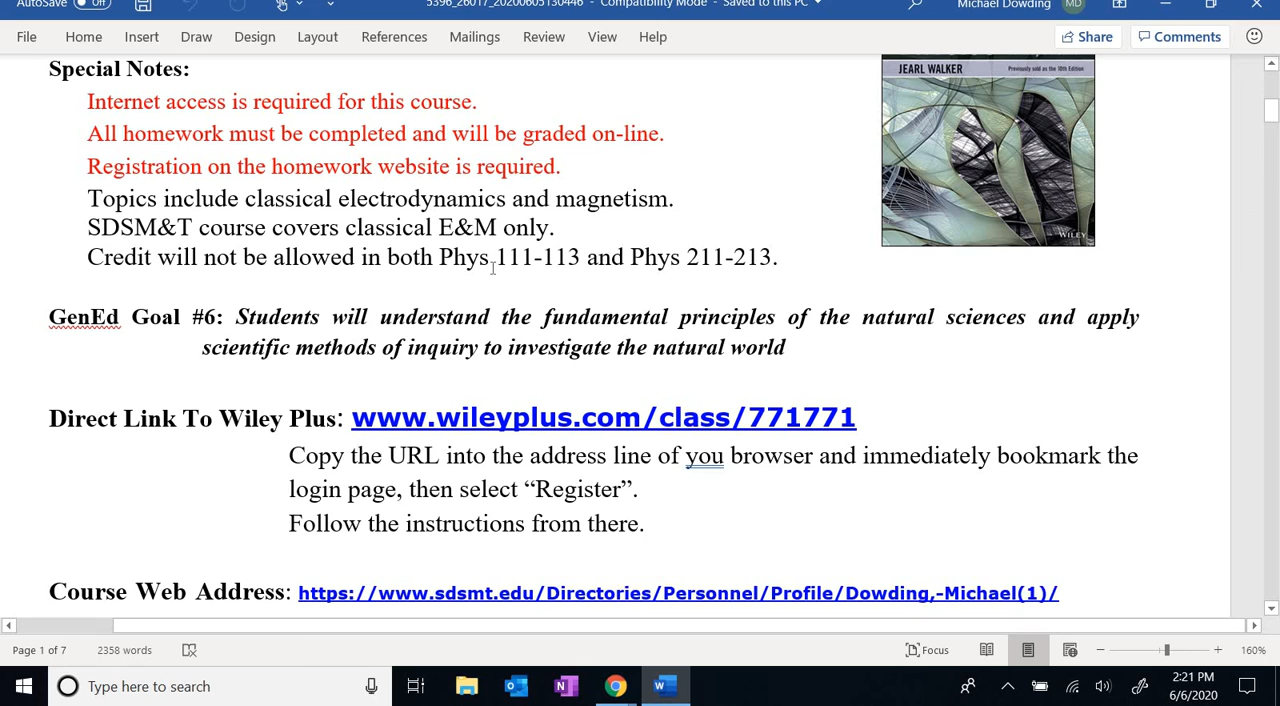 AutoSave Off 5396_26017_20200605130446 - Compatibility Mode - Saved to this PC Michael Dowding MD
File Home Insert Draw Design Layout References Mailings Review View Help Share Comments
Special Notes:
Internet access is required for this course.
All homework must be completed and will be graded on-line.
Registration on the homework website is required.
Topics include classical electrodynamics and magnetism.
SDSM&T course covers classical E&M only.
Credit will not be allowed in both Phys 111-113 and Phys 211-213.
JEARL WALKER Previously sold as the 10th Edition
WILEY
GenEd Goal #6: Students will understand the fundamental principles of the natural sciences and apply
scientific methods of inquiry to investigate the natural world
Direct Link To Wiley Plus: www.wileyplus.com/class/771771
Copy the URL into the address line of you browser and immediately bookmark the
login page, then select “Register”.
Follow the instructions from there.
Course Web Address: https://www.sdsmt.edu/Directories/Personnel/Profile/Dowding,-Michael(1)/
Page 1 of 7 2358 words Focus 160%
Type here to search 2:21 PM
6/6/2020